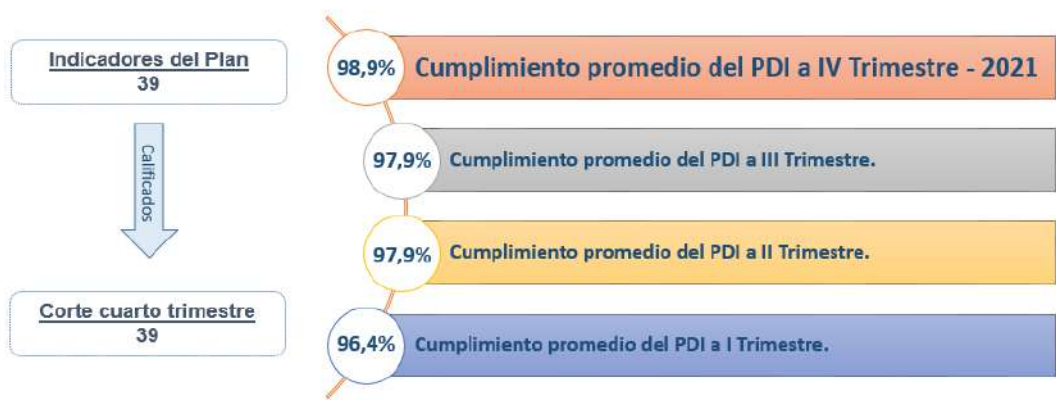 Indicadores del Plan
39
Calificados
Corte cuarto trimestre
39
98,9% Cumplimiento promedio del PDI a IV Trimestre - 2021
97,9% Cumplimiento promedio del PDI a III Trimestre.
97,9% Cumplimiento promedio del PDI a II Trimestre.
96,4% Cumplimiento promedio del PDI a I Trimestre.